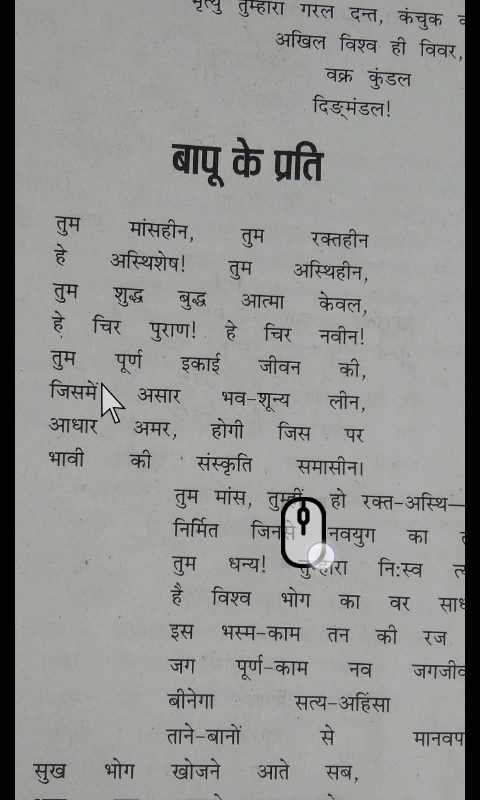 मृत्यु तुम्हारा गरल दन्त, कंचुक
अखिल विश्व ही विवर,
वक्र कुंडल
दिङ्मंडल!
बापू के प्रति
तुम मांसहीन, तुम रक्तहीन
हे अस्थिशेष! तुम अस्थिहीन,
तुम शुद्ध बुद्ध आत्मा केवल,
हे चिर पुराण! हे चिर नवीन!
तुम पूर्ण इकाई जीवन की,
जिसमें असार भव-शून्य लीन,
आधार अमर, होगी जिस पर
भावी की संस्कृति समासीन।
तुम मांस, तुम्हीं हो रक्त-अस्थि—
निर्मित जिनसे नवयुग का
तुम धन्य! तुम्हारा नि:स्व
है विश्व भोग का वर
इस भस्म-काम तन की रज
जग पूर्ण-काम नव
बीनेगा सत्य-अहिंसा
ताने-बानों से
सुख भोग खोजने आते सब,